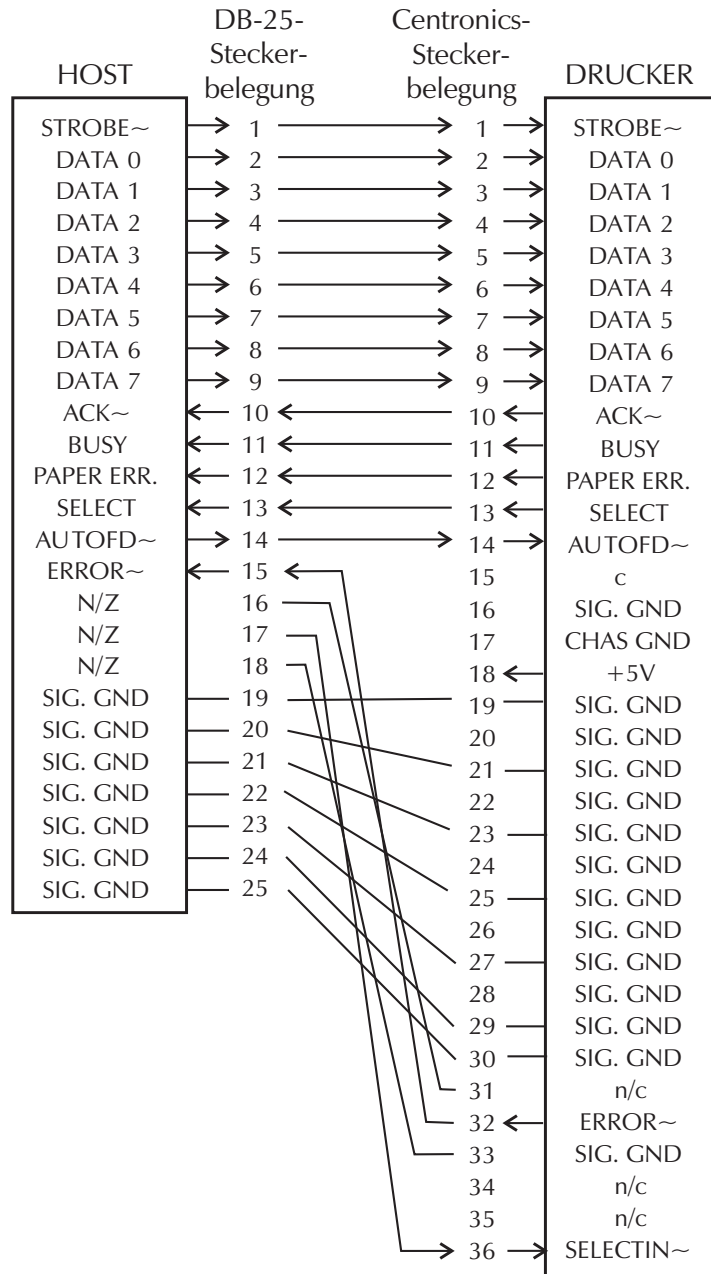 DB-25-
Stecker-
belegung
Centronics-
Stecker-
belegung
HOST
DRUCKER
STROBE~ 1 1 STROBE~
DATA 0 2 2 DATA 0
DATA 1 3 3 DATA 1
DATA 2 4 4 DATA 2
DATA 3 5 5 DATA 3
DATA 4 6 6 DATA 4
DATA 5 7 7 DATA 5
DATA 6 8 8 DATA 6
DATA 7 9 9 DATA 7
ACK~ 10 10 ACK~
BUSY 11 11 BUSY
PAPER ERR. 12 12 PAPER ERR.
SELECT 13 13 SELECT
AUTOFD~ 14 14 AUTOFD~
ERROR~ 15 15 c
N/Z 16 16 SIG. GND
N/Z 17 17 CHAS GND
N/Z 18 18 +5V
SIG. GND 19 19 SIG. GND
SIG. GND 20 20 SIG. GND
SIG. GND 21 21 SIG. GND
SIG. GND 22 22 SIG. GND
SIG. GND 23 23 SIG. GND
SIG. GND 24 24 SIG. GND
SIG. GND 25 25 SIG. GND
26 SIG. GND
27 SIG. GND
28 SIG. GND
29 SIG. GND
30 SIG. GND
31 n/c
32 ERROR~
33 SIG. GND
34 n/c
35 n/c
36 SELECTIN~